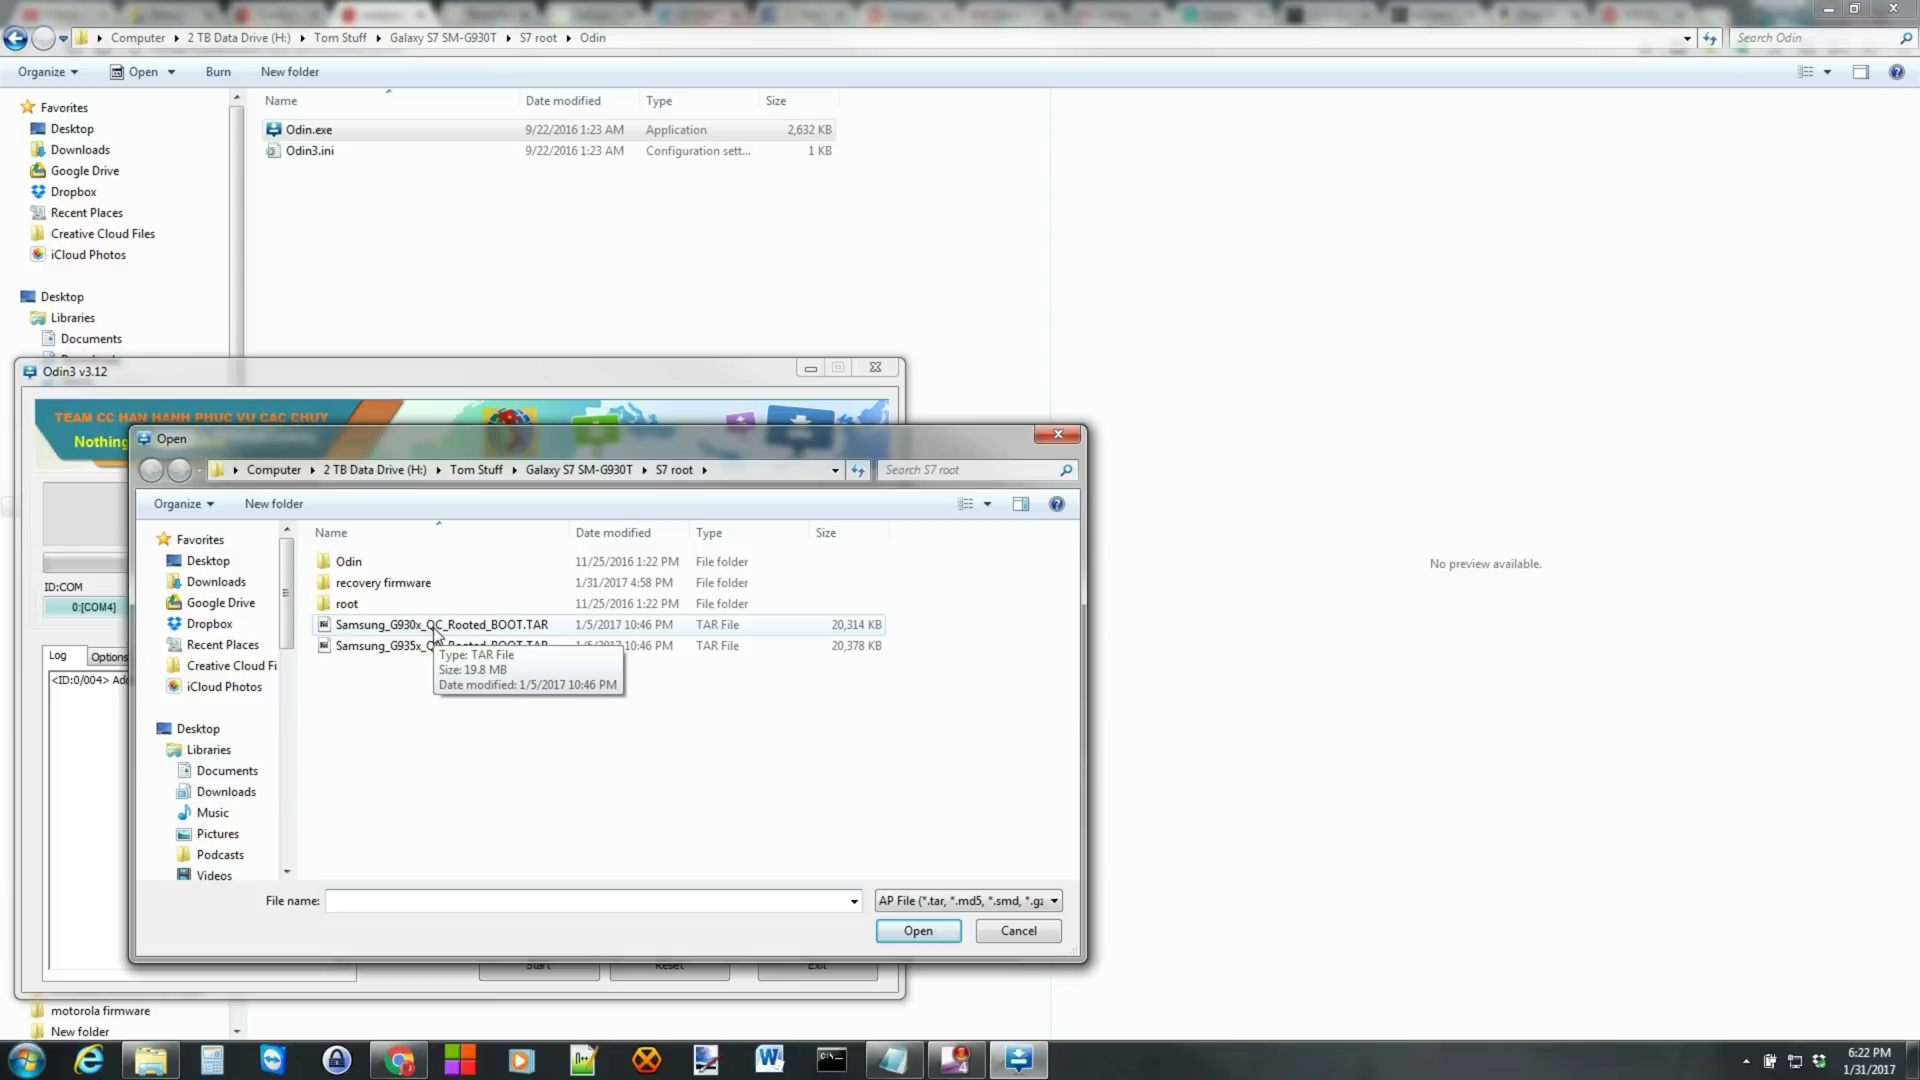 Computer 2 TB Data Drive (H:) Tom Stuff Galaxy S7 SM-G930T S7 root Odin
Search Odin
Organize Open Burn New folder
Name Date modified Type Size
Odin.exe 9/22/2016 1:23 AM Application 2,632 KB
Odin3.ini 9/22/2016 1:23 AM Configuration sett... 1 KB
Favorites
Desktop
Downloads
Google Drive
Dropbox
Recent Places
Creative Cloud Files
iCloud Photos
Desktop
Libraries
Documents
Odin3 v3.12
TEAM CC HAN HANH PHUC VU CAC CHUY
Nothing
ID:COM
0:[COM4]
Log Options
<ID:0/004> Add
Open
Computer 2 TB Data Drive (H:) Tom Stuff Galaxy S7 SM-G930T S7 root
Search S7 root
Organize New folder
Name Date modified Type Size
Odin 11/25/2016 1:22 PM File folder
recovery firmware 1/31/2017 4:58 PM File folder
root 11/25/2016 1:22 PM File folder
Samsung_G930x_QC_Rooted_BOOT.TAR 1/5/2017 10:46 PM TAR File 20,314 KB
Samsung_G935x_QC_Rooted_BOOT.TAR 1/5/2017 10:46 PM TAR File 20,378 KB
Type: TAR File
Size: 19.8 MB
Date modified: 1/5/2017 10:46 PM
Favorites
Desktop
Downloads
Google Drive
Dropbox
Recent Places
Creative Cloud Fi
iCloud Photos
Desktop
Libraries
Documents
Downloads
Music
Pictures
Podcasts
Videos
File name:
AP File (*.tar, *.md5, *.smd, *.gz
Open Cancel
Start Reset Exit
No preview available.
motorola firmware
New folder
6:22 PM
1/31/2017